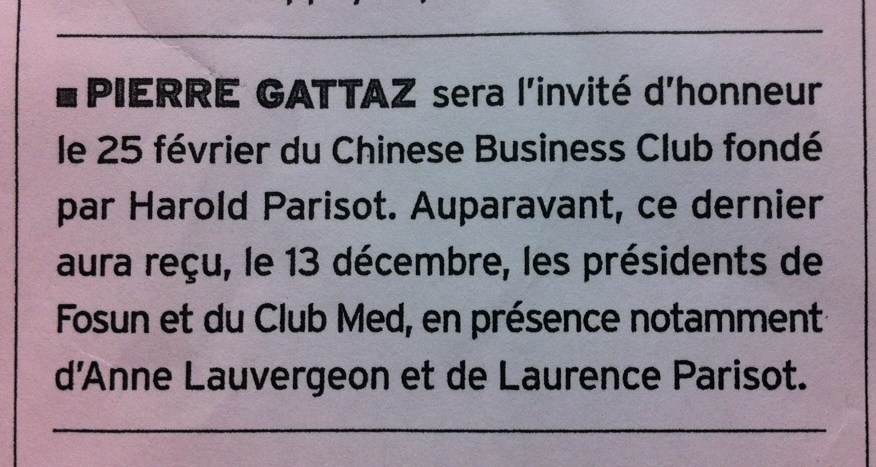 ■ PIERRE GATTAZ sera l'invité d'honneur
le 25 février du Chinese Business Club fondé
par Harold Parisot. Auparavant, ce dernier
aura reçu, le 13 décembre, les présidents de
Fosun et du Club Med, en présence notamment
d'Anne Lauvergeon et de Laurence Parisot.